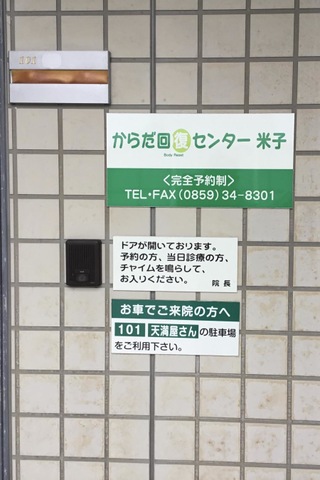 からだ回復センター 米子
Body Reset
＜完全予約制＞
TEL・FAX(0859)34-8301
ドアが開いております。
予約の方、当日診療の方、
チャイムを鳴らして、
お入りください。 院 長
お車でご来院の方へ
101 天満屋さんの駐車場
をご利用下さい。